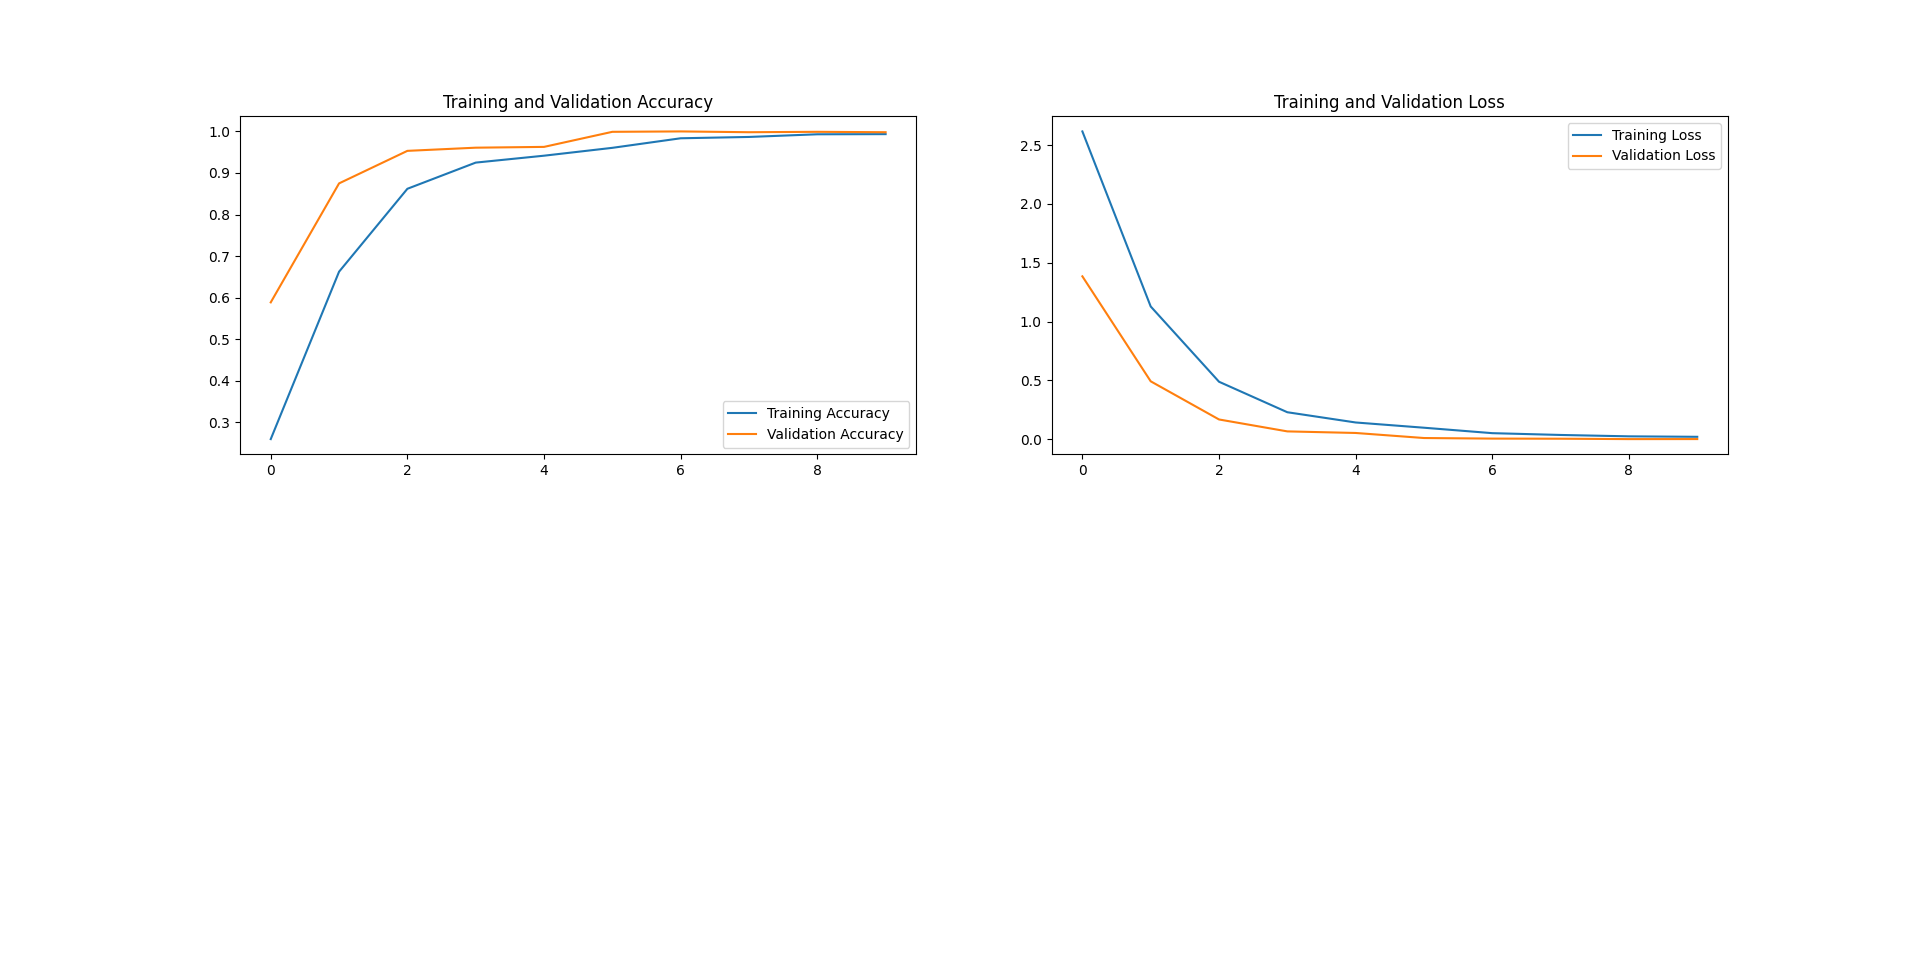 Training and Validation Accuracy
1.0
0.9
0.8
0.7
0.6
0.5
0.4
0.3
Training Accuracy
Validation Accuracy
0 2 4 6 8
Training and Validation Loss
2.5
2.0
1.5
1.0
0.5
0.0
Training Loss
Validation Loss
0 2 4 6 8